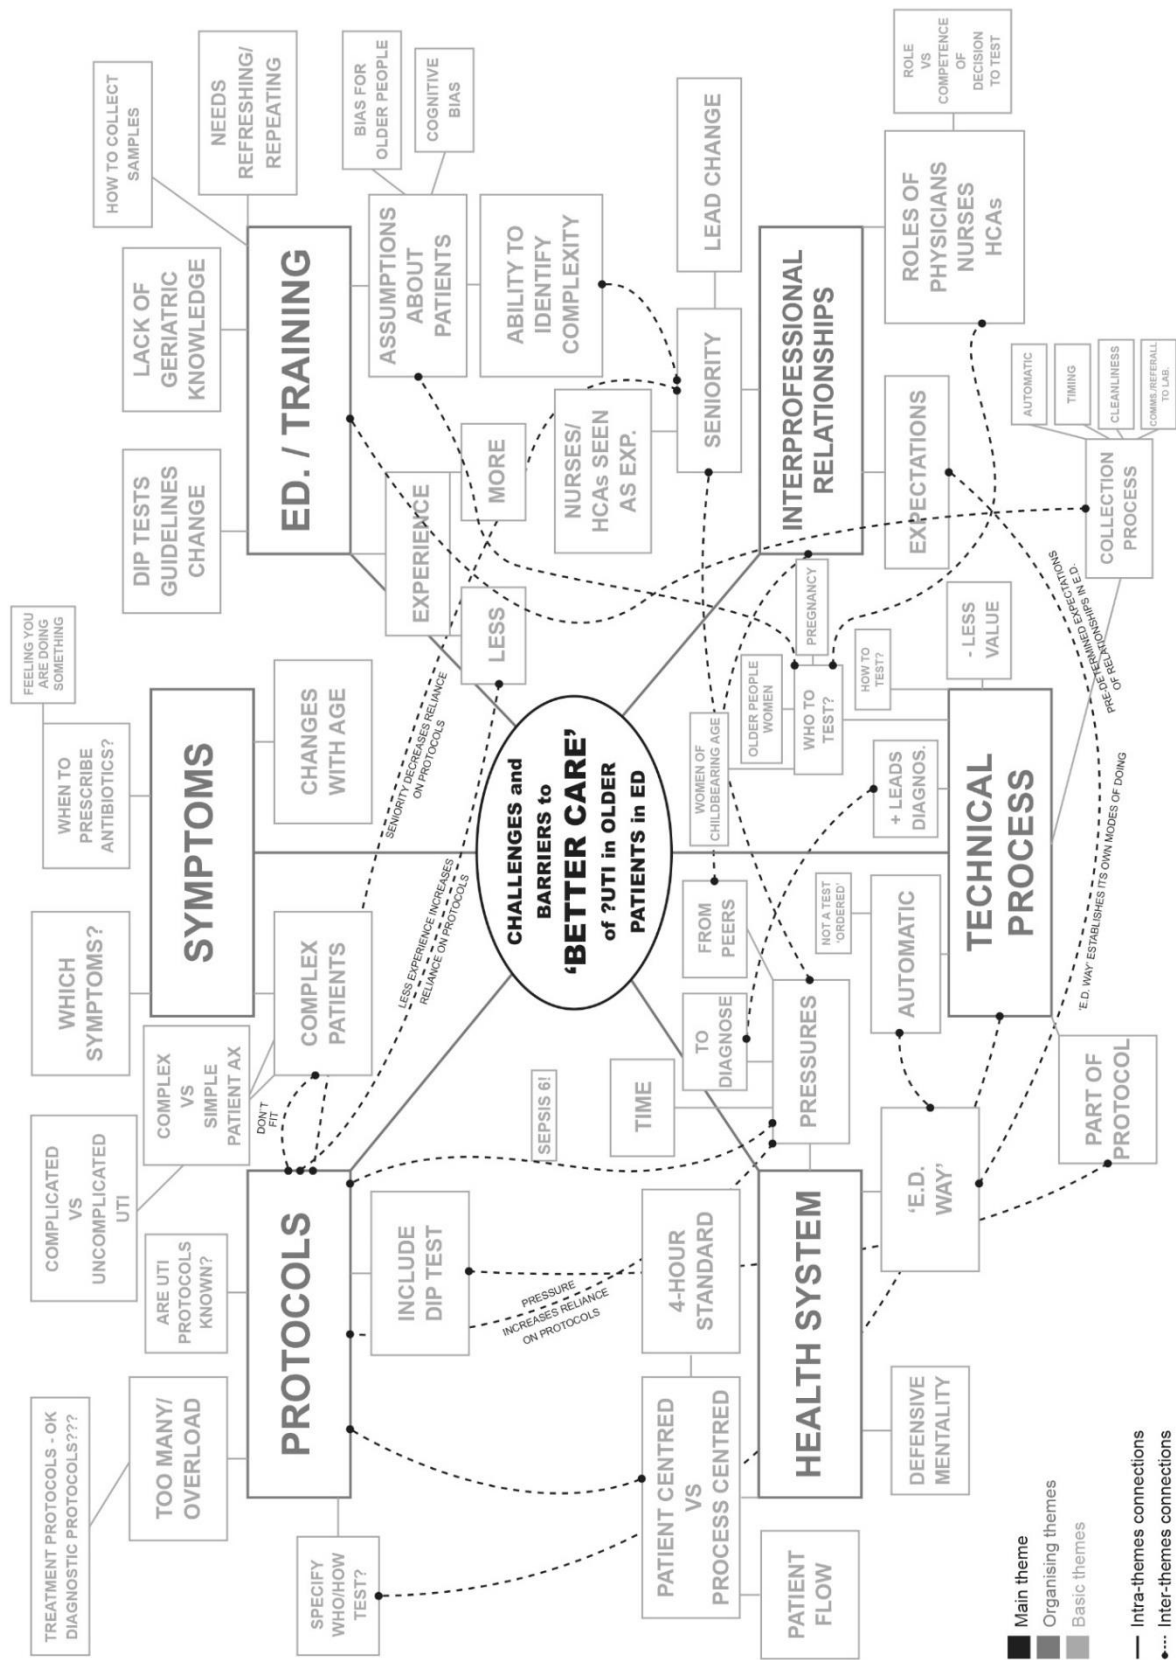 TREATMENT PROTOCOLS - OK
DIAGNOSTIC PROTOCOLS???
TOO MANY/
OVERLOAD
ARE UTI
PROTOCOLS
KNOWN?
COMPLICATED
VS
UNCOMPLICATED
UTI
COMPLEX
VS
SIMPLE
PATIENT AX
WHICH
SYMPTOMS?
WHEN TO
PRESCRIBE
ANTIBIOTICS?
FEELING YOU
ARE DOING
SOMETHING
DIP TESTS
GUIDELINES
CHANGE
LACK OF
GERIATRIC
KNOWLEDGE
HOW TO COLLECT
SAMPLES
NEEDS
REFRESHING/
REPEATING
PROTOCOLS
SYMPTOMS
ED. / TRAINING
SPECIFY
WHO/HOW
TEST?
INCLUDE
DIP TEST
DON'T
FIT
COMPLEX
PATIENTS
CHANGES
WITH AGE
EXPERIENCE
LESS
MORE
ASSUMPTIONS
ABOUT
PATIENTS
BIAS FOR
OLDER PEOPLE
COGNITIVE
BIAS
ABILITY TO
IDENTIFY
COMPLEXITY
SENIORITY DECREASES RELIANCE
ON PROTOCOLS
LESS EXPERIENCE INCREASES
RELIANCE ON PROTOCOLS
PRESSURE
INCREASES RELIANCE
ON PROTOCOLS
SEPSIS 6!
CHALLENGES and
BARRIERS to
'BETTER CARE'
of ?UTI in OLDER
PATIENTS in ED
NURSES/
HCAs SEEN
AS EXP.
SENIORITY
LEAD CHANGE
PATIENT CENTRED
VS
PROCESS CENTRED
4-HOUR
STANDARD
TIME
TO
DIAGNOSE
FROM
PEERS
PRESSURES
WOMEN OF
CHILDBEARING AGE
OLDER PEOPLE
WOMEN
PREGNANCY
WHO TO
TEST?
HOW TO
TEST?
PATIENT
FLOW
HEALTH SYSTEM
INTERPROFESSIONAL
RELATIONSHIPS
NOT A TEST
'ORDERED'
AUTOMATIC
+ LEADS
DIAGNOS.
- LESS
VALUE
EXPECTATIONS
ROLES OF
PHYSICIANS
NURSES
HCAs
ROLE
VS
COMPETENCE
OF
DECISION
TO TEST
DEFENSIVE
MENTALITY
'E.D.
WAY'
TECHNICAL
PROCESS
PART OF
PROTOCOL
'E.D. WAY' ESTABLISHES ITS OWN MODES OF DOING
PRE-DETERMINED EXPECTATIONS
OF RELATIONSHIPS IN E.D.
COLLECTION
PROCESS
AUTOMATIC
TIMING
CLEANLINESS
COMMS./REFERALL
TO LAB.
Main theme
Organising themes
Basic themes
Intra-themes connections
Inter-themes connections